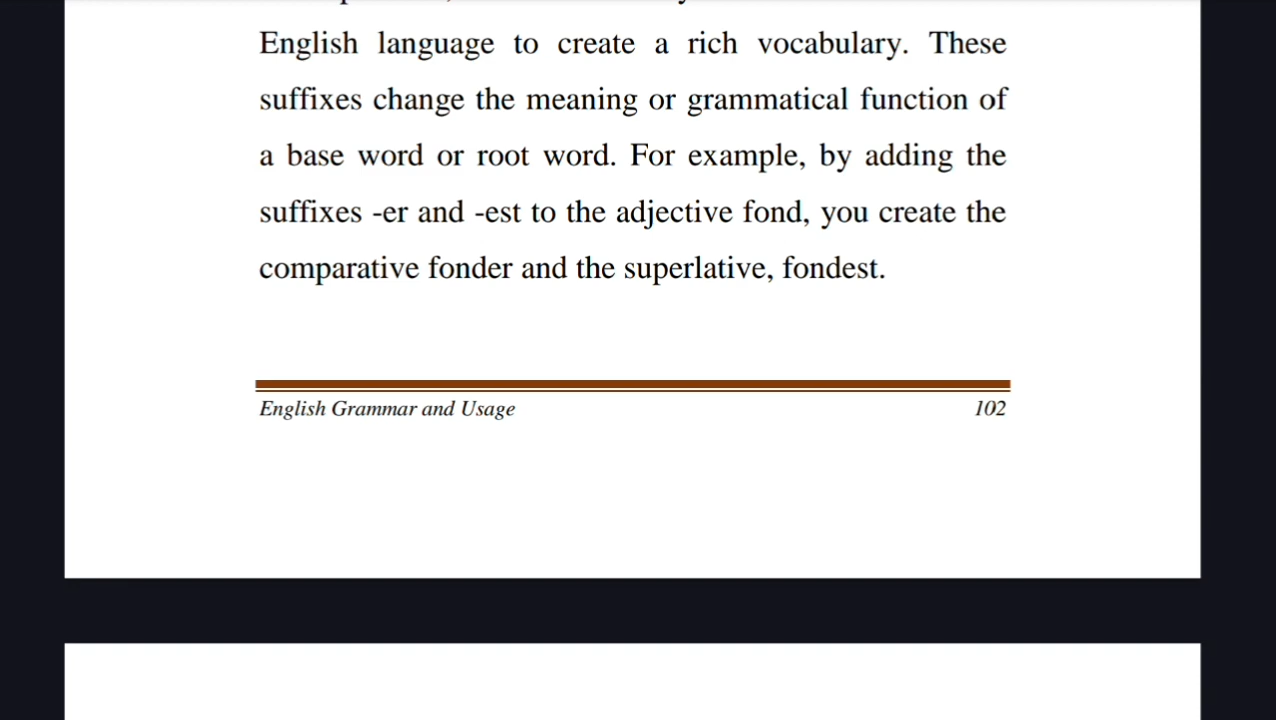 English language to create a rich vocabulary. These
suffixes change the meaning or grammatical function of
a base word or root word. For example, by adding the
suffixes -er and -est to the adjective fond, you create the
comparative fonder and the superlative, fondest.
English Grammar and Usage 102